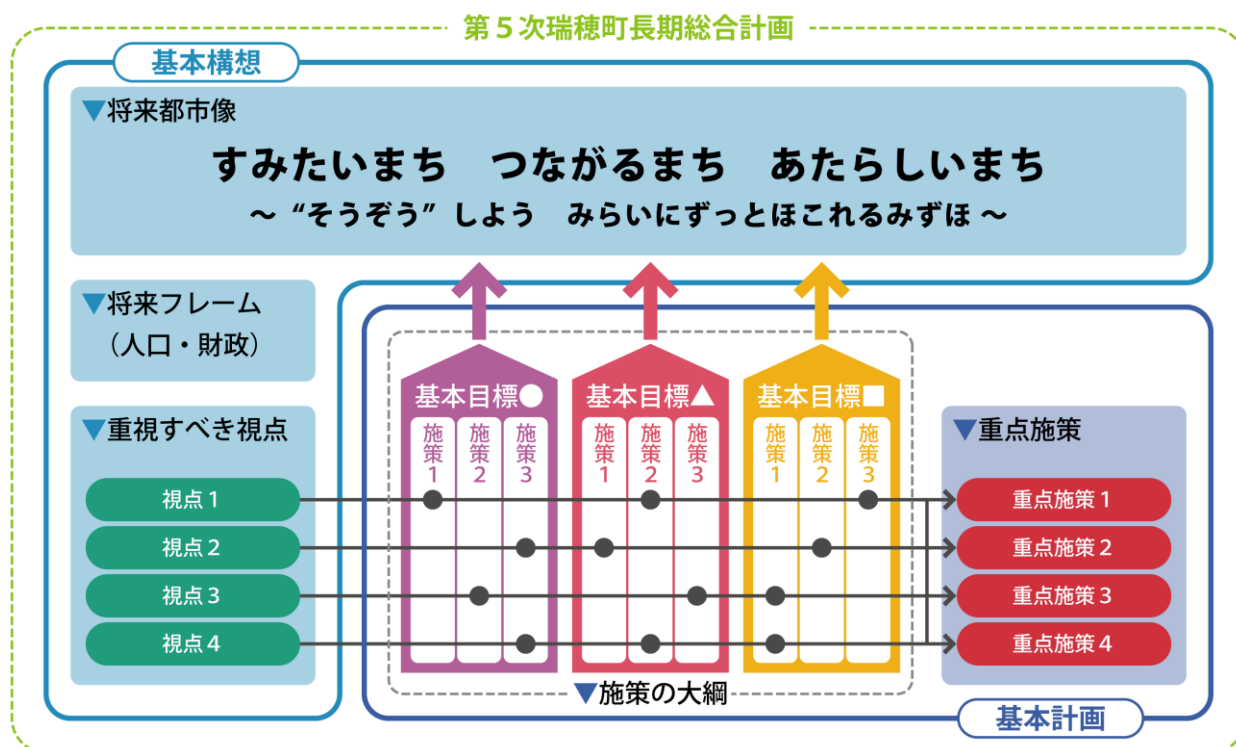 第5次瑞穂町長期総合計画
基本構想
▼将来都市像
すみたいまち　つながるまち　あたらしいまち
～ “そうぞう” しよう　みらいにずっとほこれるみずほ ～
▼将来フレーム
（人口・財政）
▼重視すべき視点
視点1
視点2
視点3
視点4
基本目標●
施策1
施策2
施策3
基本目標▲
施策1
施策2
施策3
基本目標■
施策1
施策2
施策3
▼施策の大綱
▼重点施策
重点施策1
重点施策2
重点施策3
重点施策4
基本計画